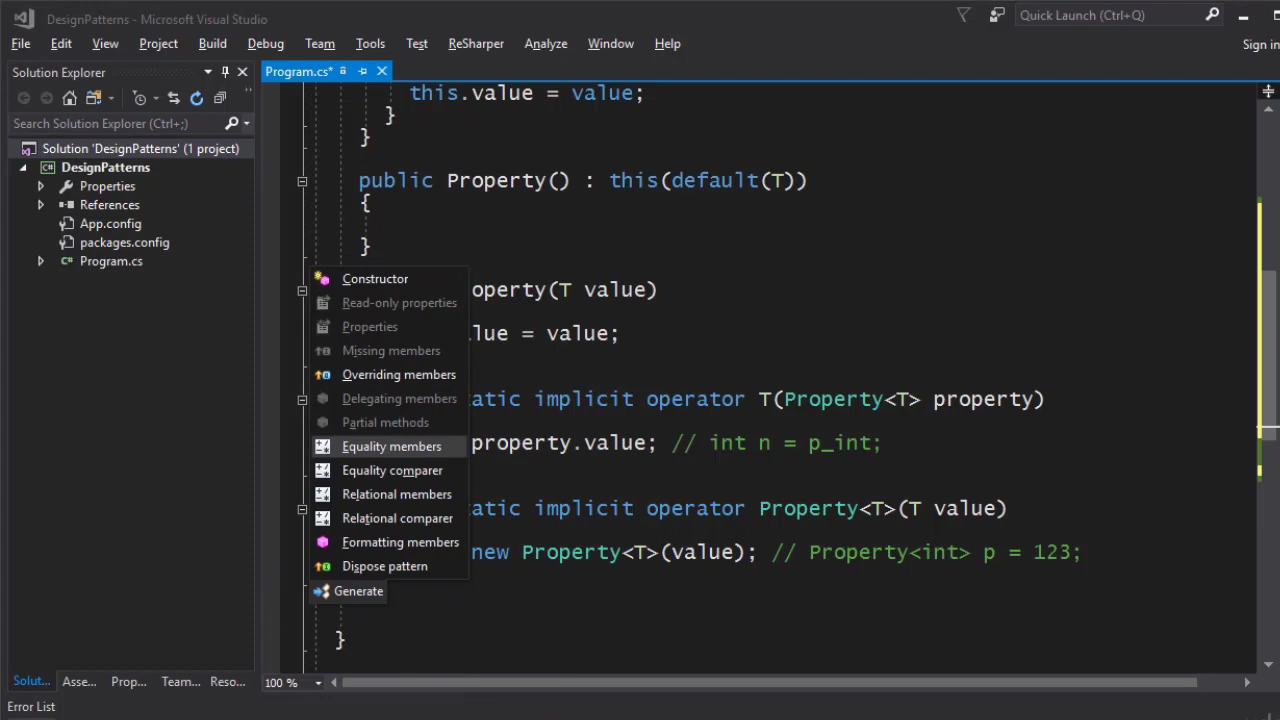 DesignPatterns - Microsoft Visual Studio
Quick Launch (Ctrl+Q)
File Edit View Project Build Debug Team Tools Test ReSharper Analyze Window Help
Sign in
Solution Explorer
Program.cs*
Search Solution Explorer (Ctrl+;)
Solution 'DesignPatterns' (1 project)
DesignPatterns
Properties
References
App.config
packages.config
Program.cs
this.value = value;
}
}
public Property() : this(default(T))
{
}
operty(T value)
lue = value;
atic implicit operator T(Property<T> property)
property.value; // int n = p_int;
atic implicit operator Property<T>(T value)
new Property<T>(value); // Property<int> p = 123;
}
Constructor
Read-only properties
Properties
Missing members
Overriding members
Delegating members
Partial methods
Equality members
Equality comparer
Relational members
Relational comparer
Formatting members
Dispose pattern
Generate
Solut... Asse... Prop... Team... Reso...
100 %
Error List